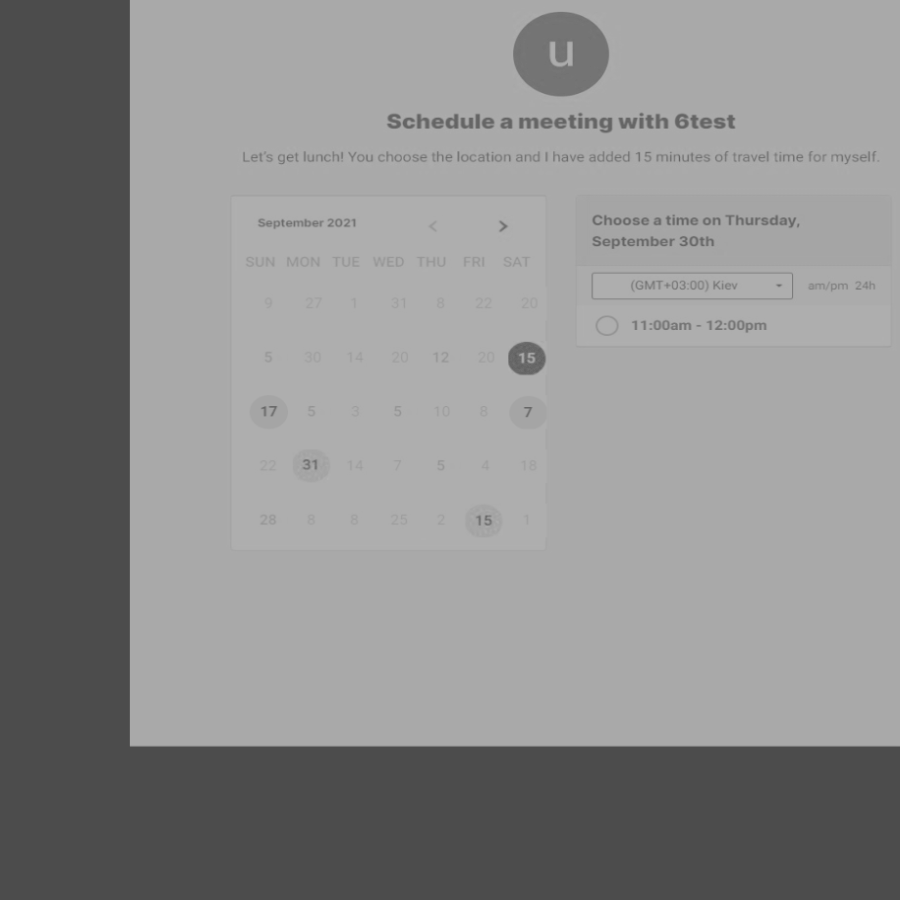 u
Schedule a meeting with 6test
Let's get lunch! You choose the location and I have added 15 minutes of travel time for myself.
September 2021 < >
SUN MON TUE WED THU FRI SAT
9 27 1 31 8 22 20
5 30 14 20 12 20 15
17 5 3 5 10 8 7
22 31 14 7 5 4 18
28 8 8 25 2 15 1
Choose a time on Thursday,
September 30th
(GMT+03:00) Kiev am/pm 24h
11:00am - 12:00pm